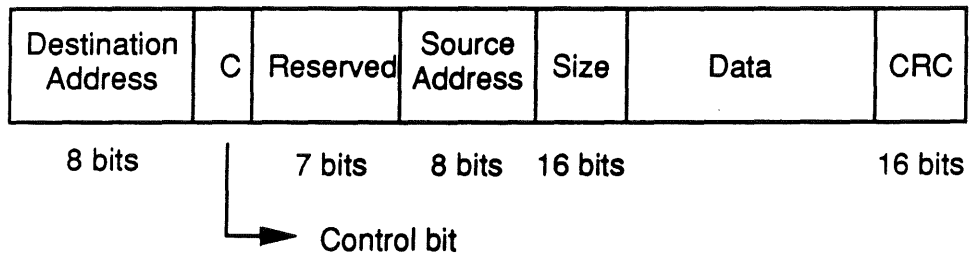 Destination Address
C
Reserved
Source Address
Size
Data
CRC
8 bits
7 bits
8 bits
16 bits
16 bits
Control bit